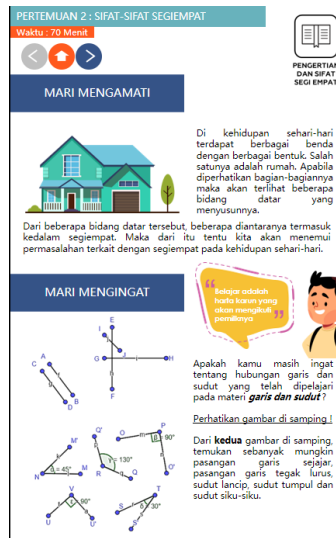 PERTEMUAN 2 : SIFAT-SIFAT SEGIEMPAT
Waktu : 70 Menit
PENGERTIAN
DAN SIFAT
SEGI EMPAT
MARI MENGAMATI
Di kehidupan sehari-hari
terdapat berbagai benda
dengan berbagai bentuk. Salah
satunya adalah rumah. Apabila
diperhatikan bagian-bagiannya
maka akan terlihat beberapa
bidang datar yang
menyusunnya.
Dari beberapa bidang datar tersebut, beberapa diantaranya termasuk
kedalam segiempat. Maka dari itu tentu kita akan menemui
permasalahan terkait dengan segiempat pada kehidupan sehari-hari.
MARI MENGINGAT
Belajar adalah
harta karun yang
akan mengikuti
pemiliknya
Apakah kamu masih ingat
tentang hubungan garis dan
sudut yang telah dipelajari
pada materi garis dan sudut?
Perhatikan gambar di samping !
Dari kedua gambar di samping,
temukan sebanyak mungkin
pasangan garis sejajar,
pasangan garis tegak lurus,
sudut lancip, sudut tumpul dan
sudut siku-siku.
E
I
A
C
G
J
H
D
B
F
Q'
O
P
β = 90°
M'
γ = 130°
O'
= 45°
N
M
R
Q
V
T
90°
30°
U
U'
S